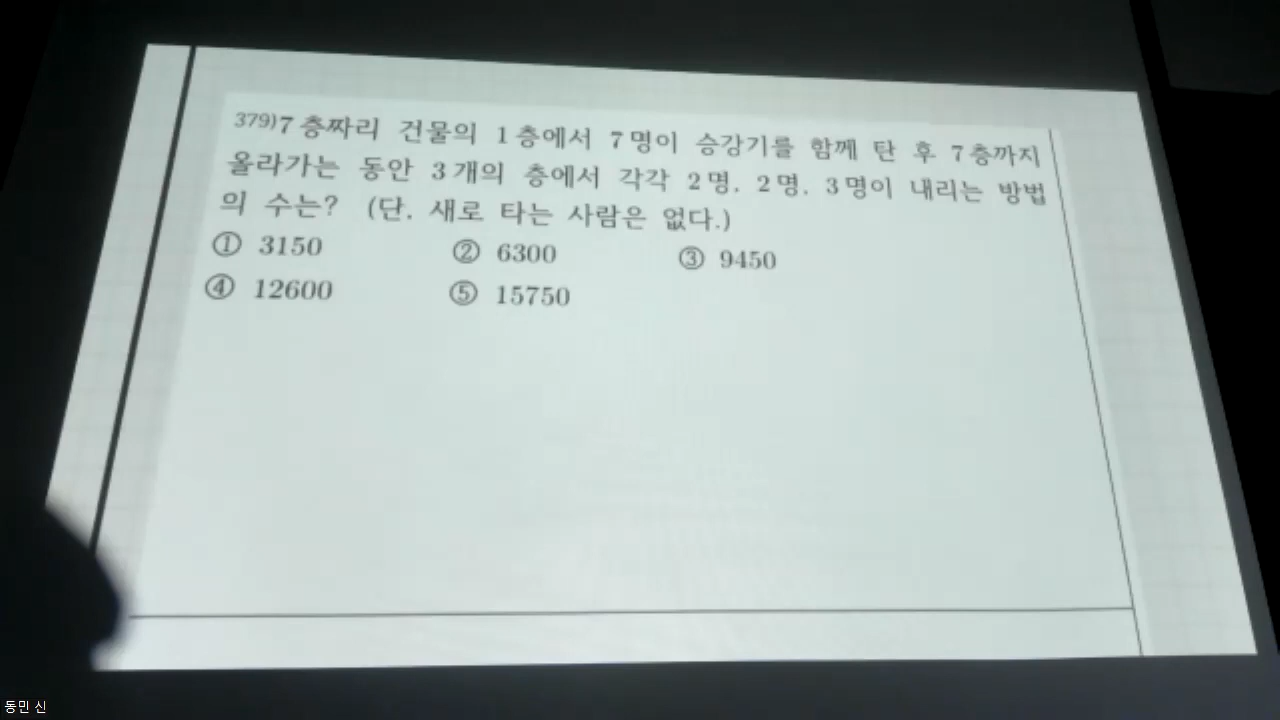 379)7층짜리 건물의 1층에서 7명이 승강기를 함께 탄 후 7층까지
올라가는 동안 3개의 층에서 각각 2명, 2명, 3명이 내리는 방법
의 수는? (단, 새로 타는 사람은 없다.)
① 3150 ② 6300 ③ 9450
④ 12600 ⑤ 15750
동민 신